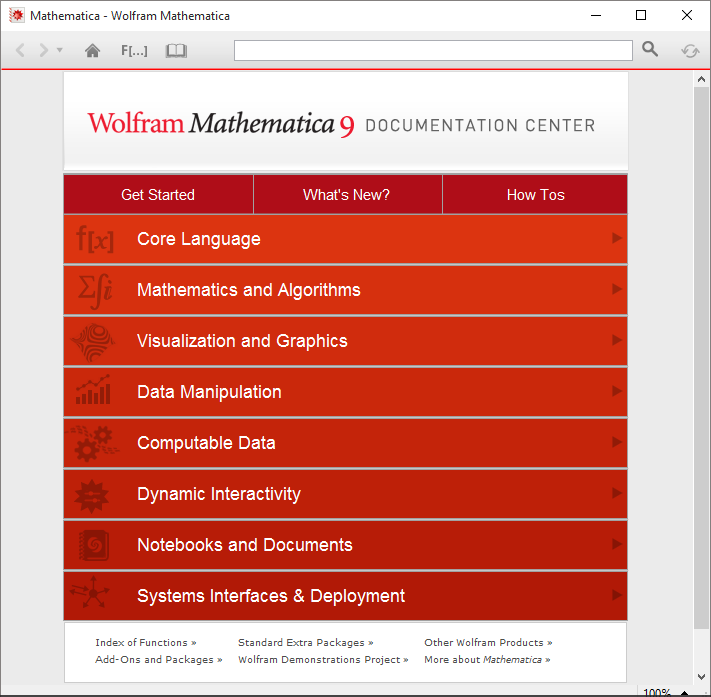 Mathematica - Wolfram Mathematica
F[...]
Wolfram Mathematica 9 DOCUMENTATION CENTER
Get Started What's New? How Tos
f[x] Core Language
Σ∫i Mathematics and Algorithms
Visualization and Graphics
Data Manipulation
Computable Data
Dynamic Interactivity
Notebooks and Documents
Systems Interfaces & Deployment
Index of Functions » Standard Extra Packages » Other Wolfram Products »
Add-Ons and Packages » Wolfram Demonstrations Project » More about Mathematica »
100%